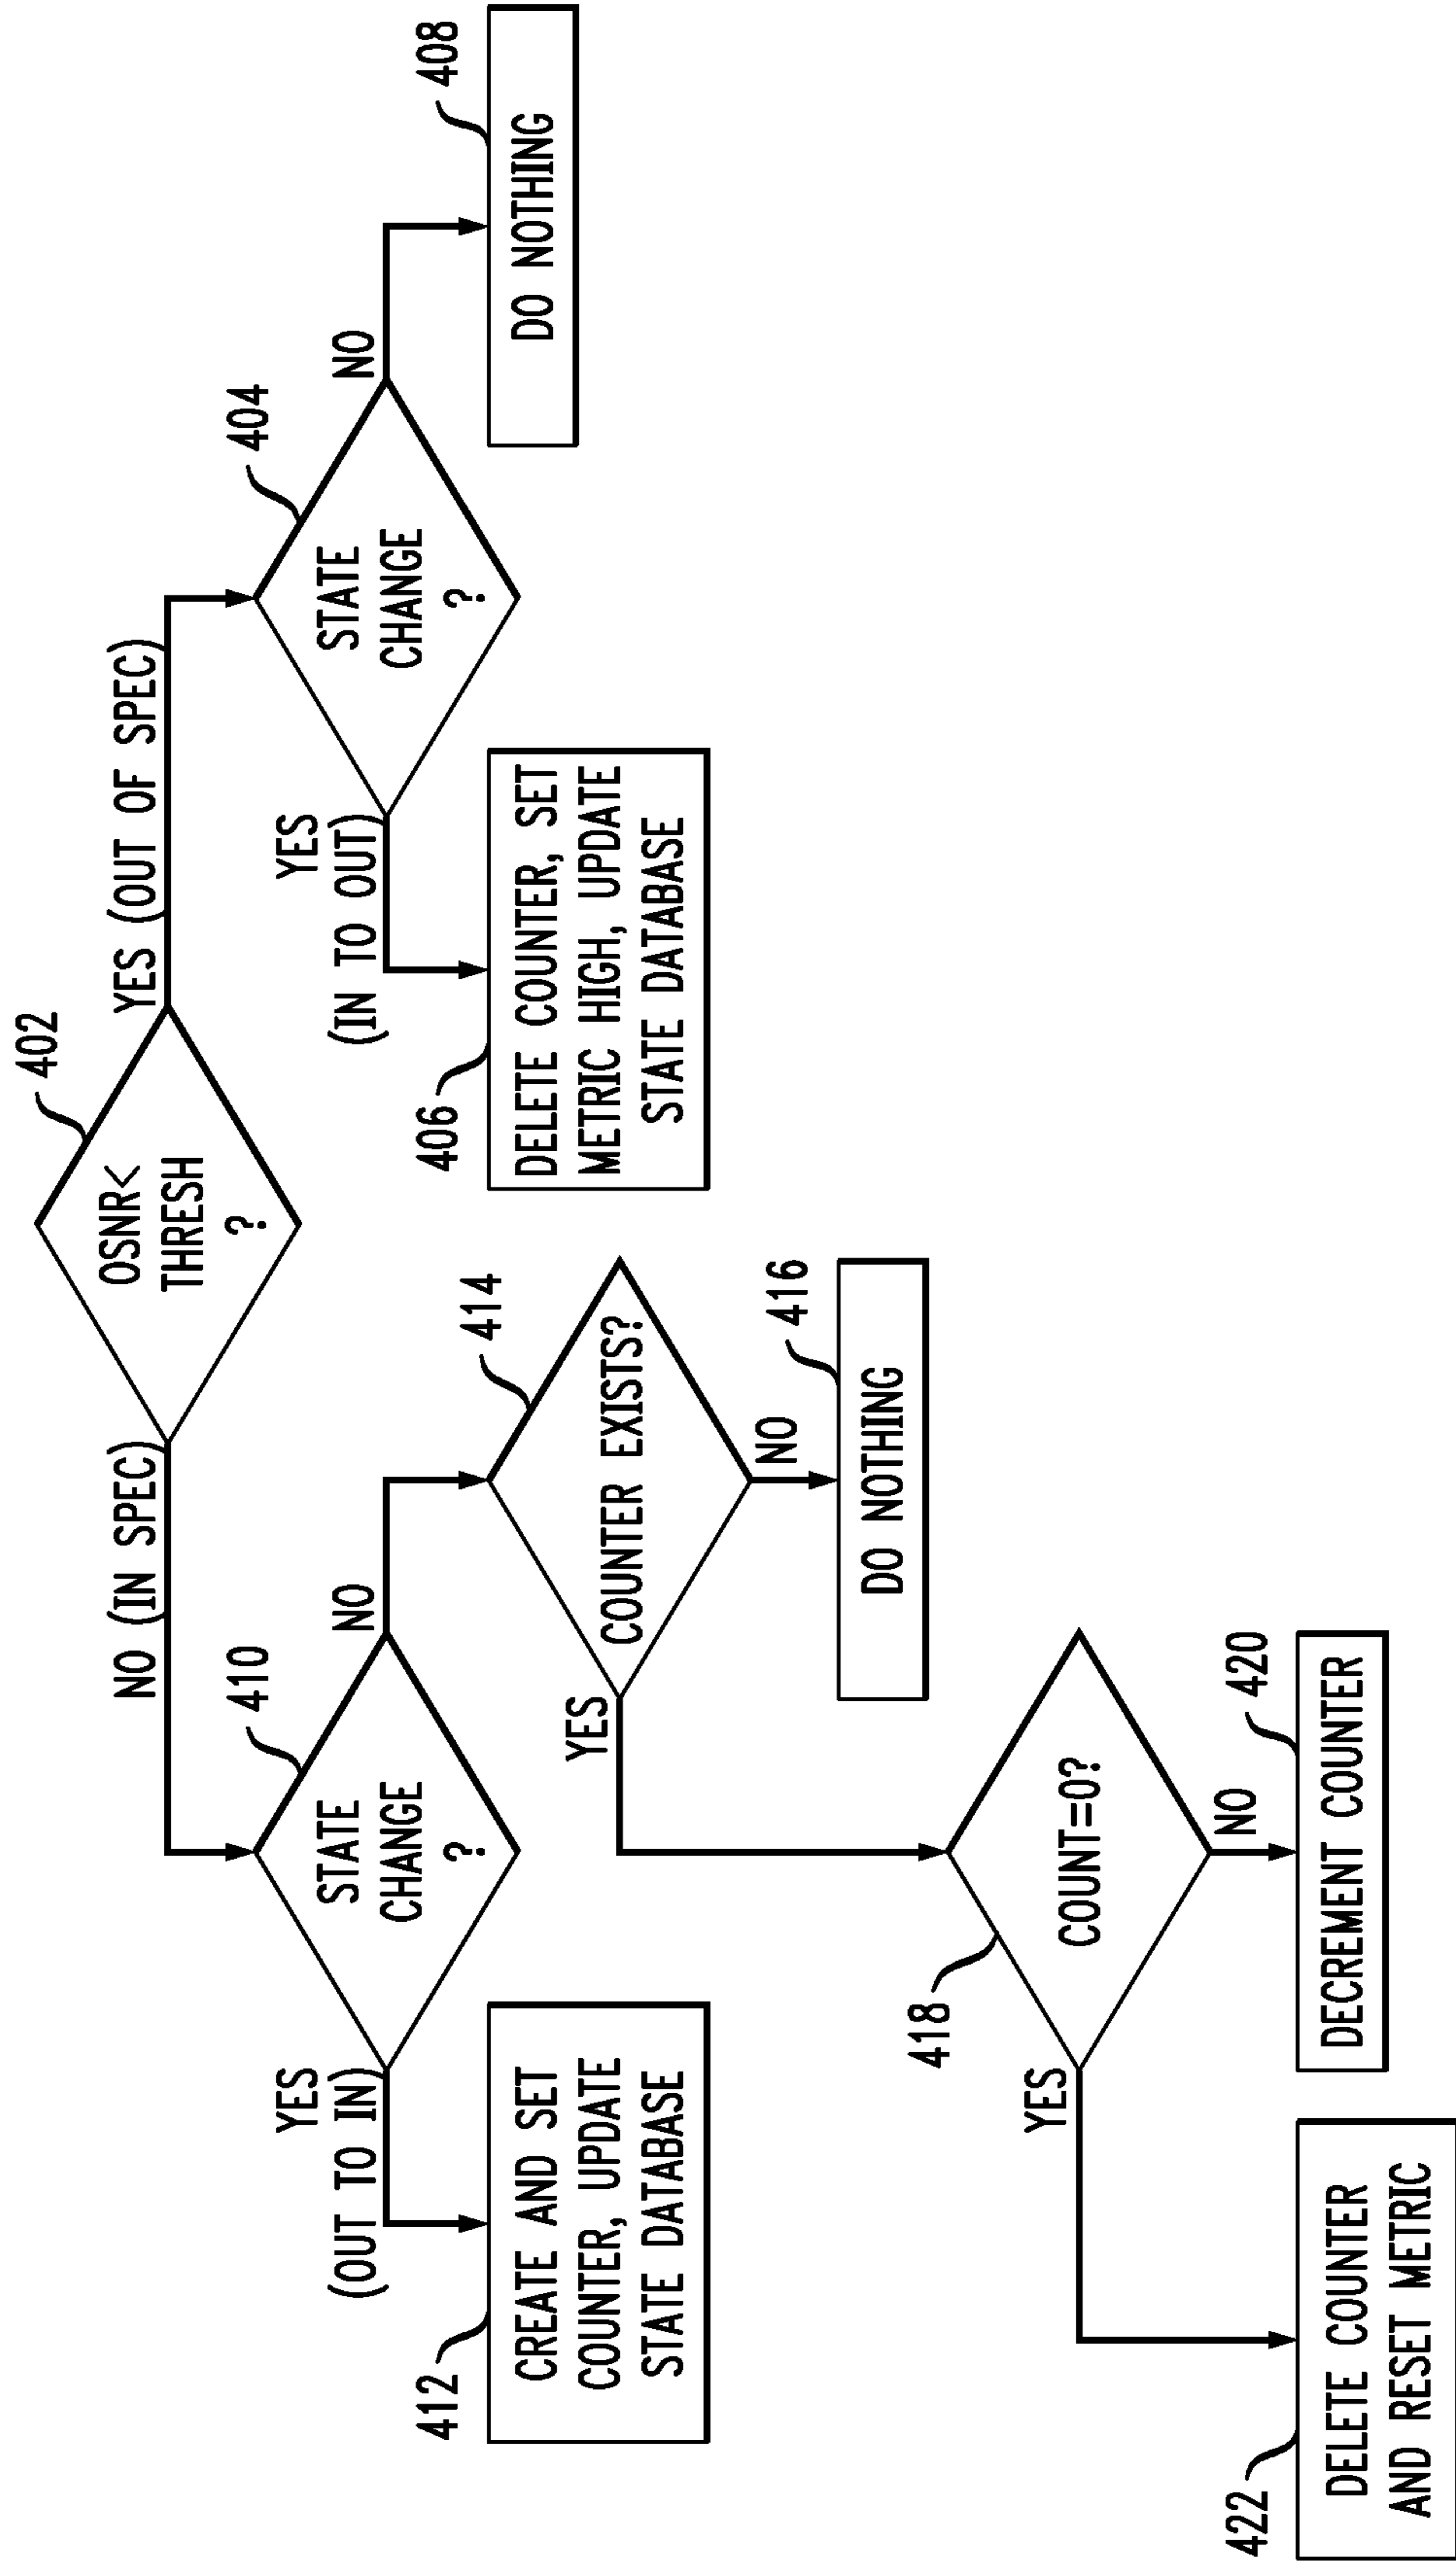 402
OSNR<
THRESH
?
NO (IN SPEC)
YES (OUT OF SPEC)
410
STATE
CHANGE
?
404
STATE
CHANGE
?
YES
(OUT TO IN)
NO
YES
(IN TO OUT)
NO
412
CREATE AND SET
COUNTER, UPDATE
STATE DATABASE
414
COUNTER EXISTS?
406
DELETE COUNTER, SET
METRIC HIGH, UPDATE
STATE DATABASE
408
DO NOTHING
YES
NO
416
DO NOTHING
418
COUNT=0?
YES
NO
422
DELETE COUNTER
AND RESET METRIC
420
DECREMENT COUNTER